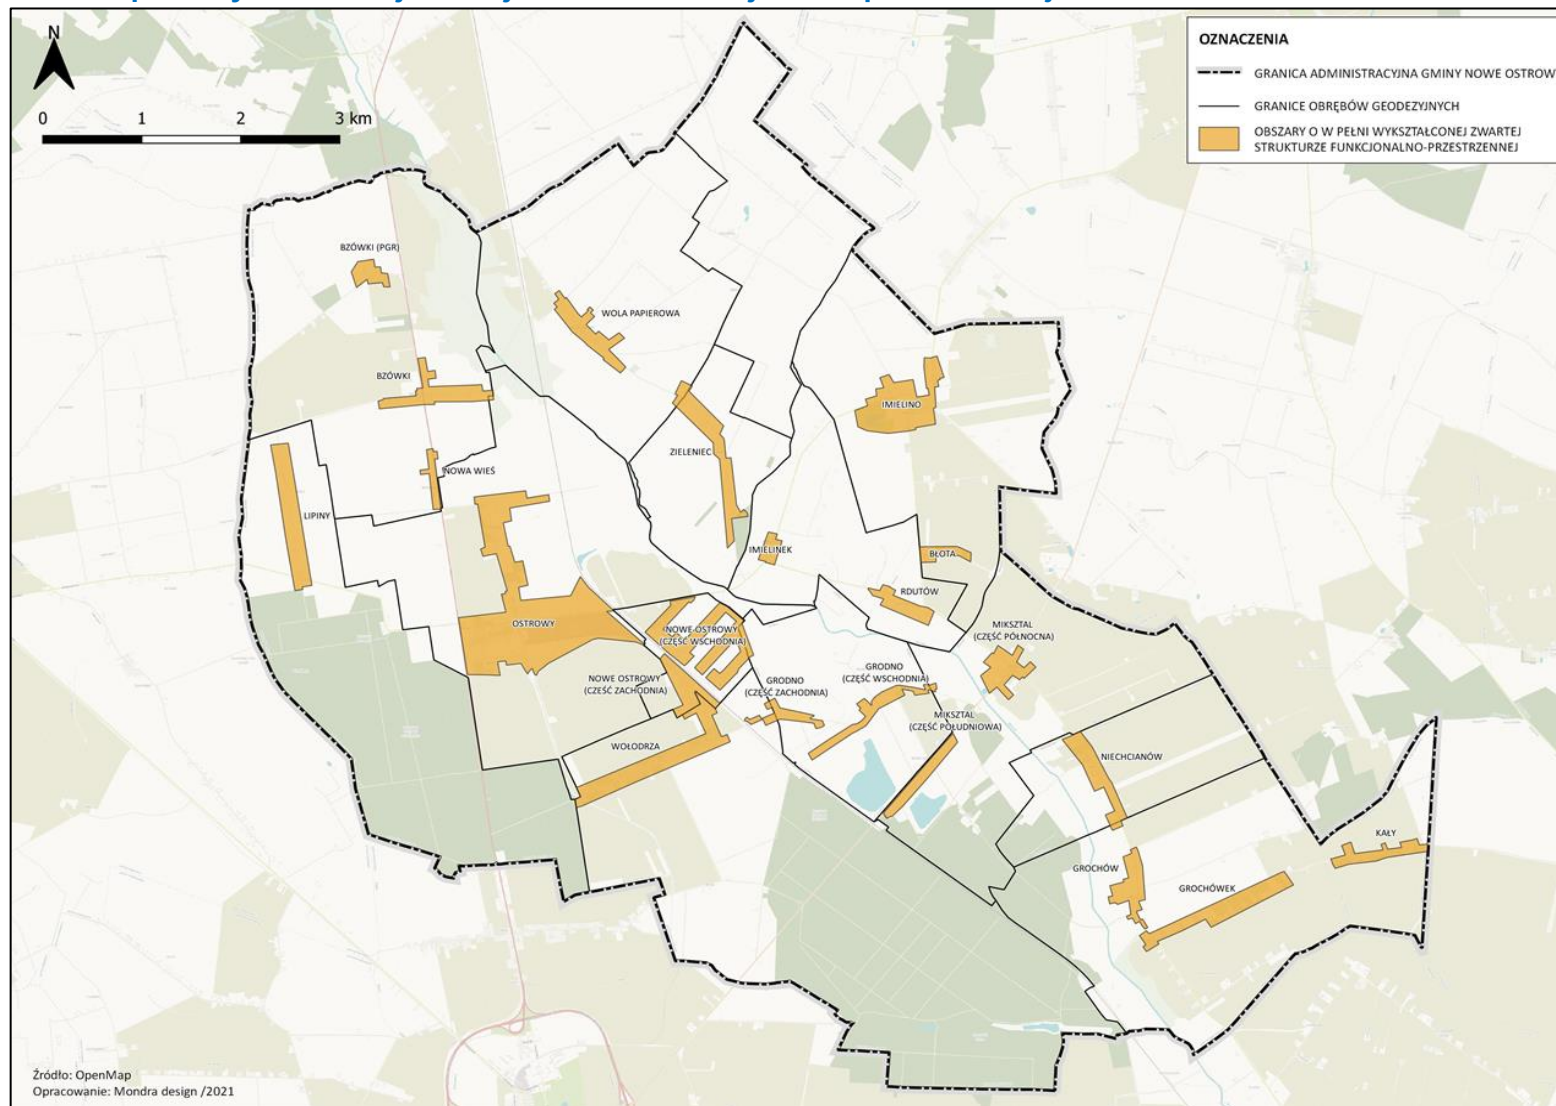 N
0 1 2 3 km
OZNACZENIA
GRANICA ADMINISTRACYJNA GMINY NOWE OSTROW
GRANICE OBRĘBÓW GEODEZYJNYCH
OBSZARY O W PEŁNI WYKSZTAŁCONEJ ZWARTEJ
STRUKTURZE FUNKCJONALNO-PRZESTRZENNEJ
BZÓWKI (PGR)
WOLA PAPIEROWA
BZÓWKI
IMIELINO
ZIELENIEC
NOWA WIEŚ
LIPINY
IMIELINEK
BŁOTA
RDUTÓW
OSTROWY
NOWE OSTROWY
(CZĘŚĆ WSCHODNIA)
MIKSZTAL
(CZĘŚĆ PÓŁNOCNA)
NOWE OSTROWY
(CZEŚĆ ZACHODNIA)
GRODNO
(CZĘŚĆ ZACHODNIA)
GRODNO
(CZĘŚĆ WSCHODNIA)
MIKSZTAL
(CZĘŚĆ POŁUDNIOWA)
WOŁODRZA
NIECHCIANÓW
KAŁY
GROCHÓW
GROCHÓWEK
Źródło: OpenMap
Opracowanie: Mondra design /2021